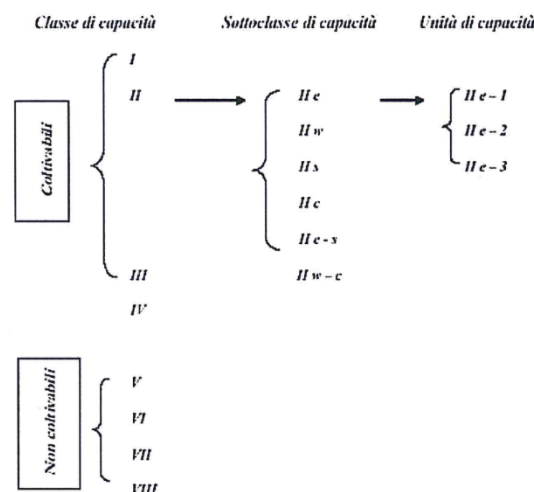 Classe di capacità Sottoclasse di capacità Unità di capacità
I
II II e II e – 1
II w II e – 2
Coltivabili II s II e – 3
II c
II e - s
III II w – c
IV
V
VI
Non coltivabili
VII
VIII